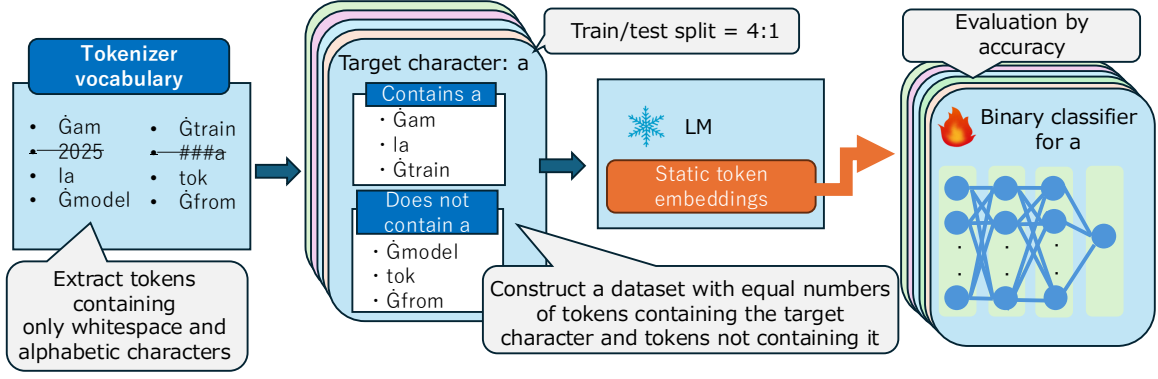 Tokenizer
vocabulary
• Ġam
• 2025
• la
• Ġmodel
• Ġtrain
• ###a
• tok
• Ġfrom
Extract tokens
containing
only whitespace and
alphabetic characters
Target character: a
Contains a
・Ġam
・la
・Ġtrain
Does not
contain a
・Ġmodel
・tok
・Ġfrom
Train/test split = 4:1
Construct a dataset with equal numbers
of tokens containing the target
character and tokens not containing it
LM
Static token
embeddings
Evaluation by
accuracy
Binary classifier
for a